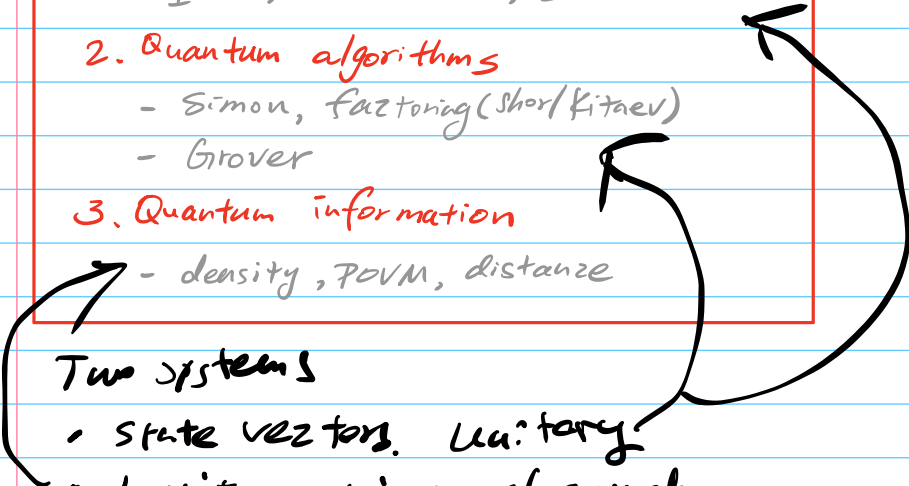 2. Quantum algorithms
- Simon, factoring (Shor/Kitaev)
- Grover
3. Quantum information
- density, POVM, distance
Two systems
• state vectors. Unitary